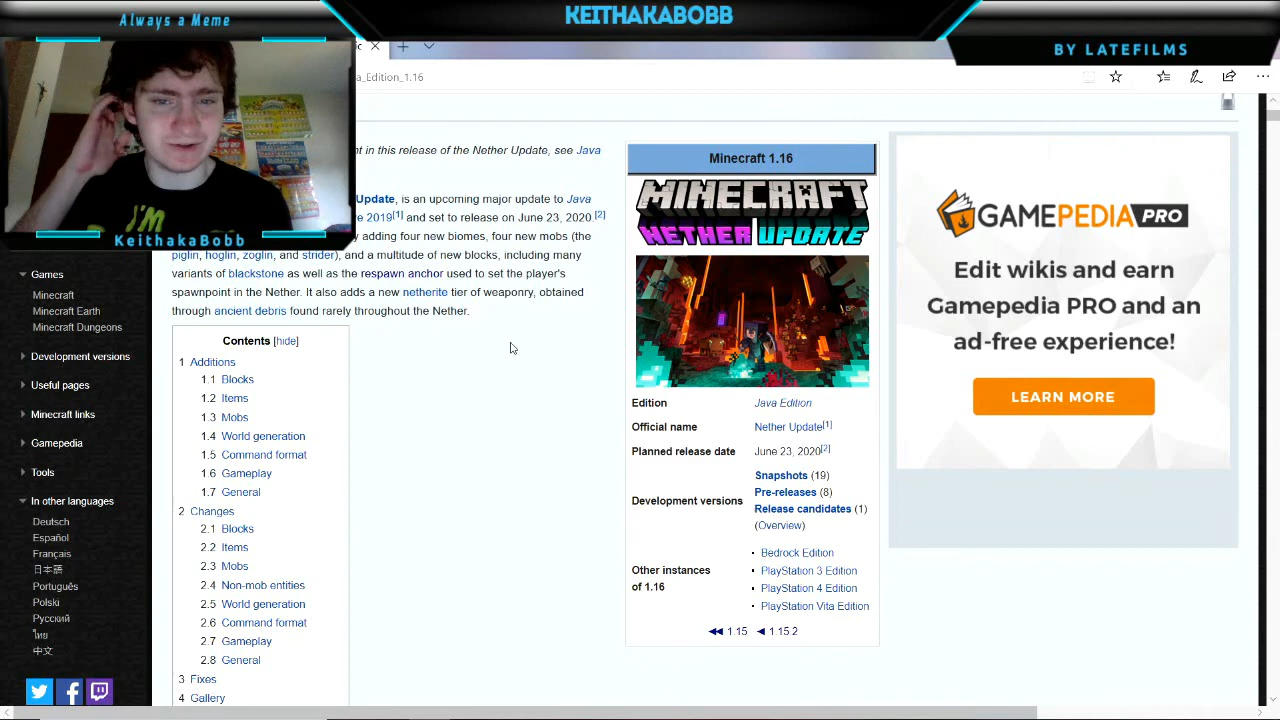 Always a Meme
KEITHAKABOBB
BY LATEFILMS
a_Edition_1.16
I'M
KeithakaBobb
nt in this release of the Nether Update, see Java
Update, is an upcoming major update to Java
e 2019[1] and set to release on June 23, 2020 [2]
y adding four new biomes, four new mobs (the
piglin, hoglin, zoglin, and strider), and a multitude of new blocks, including many
variants of blackstone as well as the respawn anchor used to set the player's
spawnpoint in the Nether. It also adds a new netherite tier of weaponry, obtained
through ancient debris found rarely throughout the Nether.
Contents [hide]
1 Additions
1.1 Blocks
1.2 Items
1.3 Mobs
1.4 World generation
1.5 Command format
1.6 Gameplay
1.7 General
2 Changes
2.1 Blocks
2.2 Items
2.3 Mobs
2.4 Non-mob entities
2.5 World generation
2.6 Command format
2.7 Gameplay
2.8 General
3 Fixes
4 Gallery
Games
Minecraft
Minecraft Earth
Minecraft Dungeons
Development versions
Useful pages
Minecraft links
Gamepedia
Tools
In other languages
Deutsch
Español
Français
日本語
Português
Polski
Русский
ไทย
中文
Minecraft 1.16
MINECRAFT
NETHER UPDATE
Edition Java Edition
Official name Nether Update[1]
Planned release date June 23, 2020[2]
Development versions
Snapshots (19)
Pre-releases (8)
Release candidates (1)
(Overview)
Other instances
of 1.16
Bedrock Edition
PlayStation 3 Edition
PlayStation 4 Edition
PlayStation Vita Edition
◄◄ 1.15 ◄ 1.15.2
GAMEPEDIA PRO
Edit wikis and earn
Gamepedia PRO and an
ad-free experience!
LEARN MORE